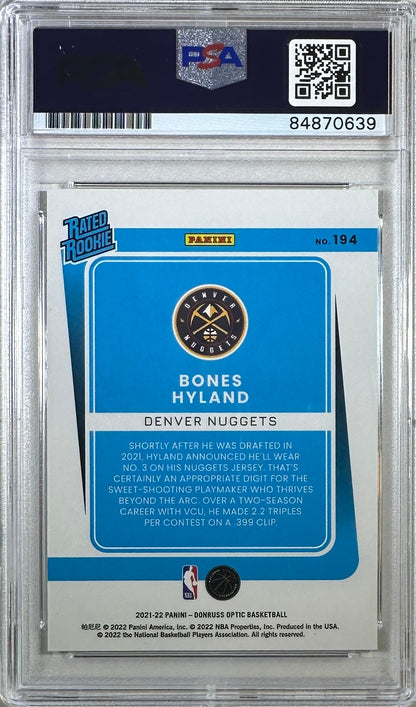 PSA
84870639
RATED
ROOKIE
PANINI
NO. 194
DENVER
NUGGETS
BONES
HYLAND
DENVER NUGGETS
SHORTLY AFTER HE WAS DRAFTED IN
2021, HYLAND ANNOUNCED HE'LL WEAR
NO. 3 ON HIS NUGGETS JERSEY. THAT'S
CERTAINLY AN APPROPRIATE DIGIT FOR THE
SWEET-SHOOTING PLAYMAKER WHO THRIVES
BEYOND THE ARC. OVER A TWO-SEASON
CAREER WITH VCU, HE MADE 2.2 TRIPLES
PER CONTEST ON A .399 CLIP.
2021-22 PANINI – DONRUSS OPTIC BASKETBALL
帕尼尼 © 2022 Panini America, Inc. © 2022 NBA Properties, Inc. Produced in the USA.
© 2022 the National Basketball Players Association. All rights reserved.